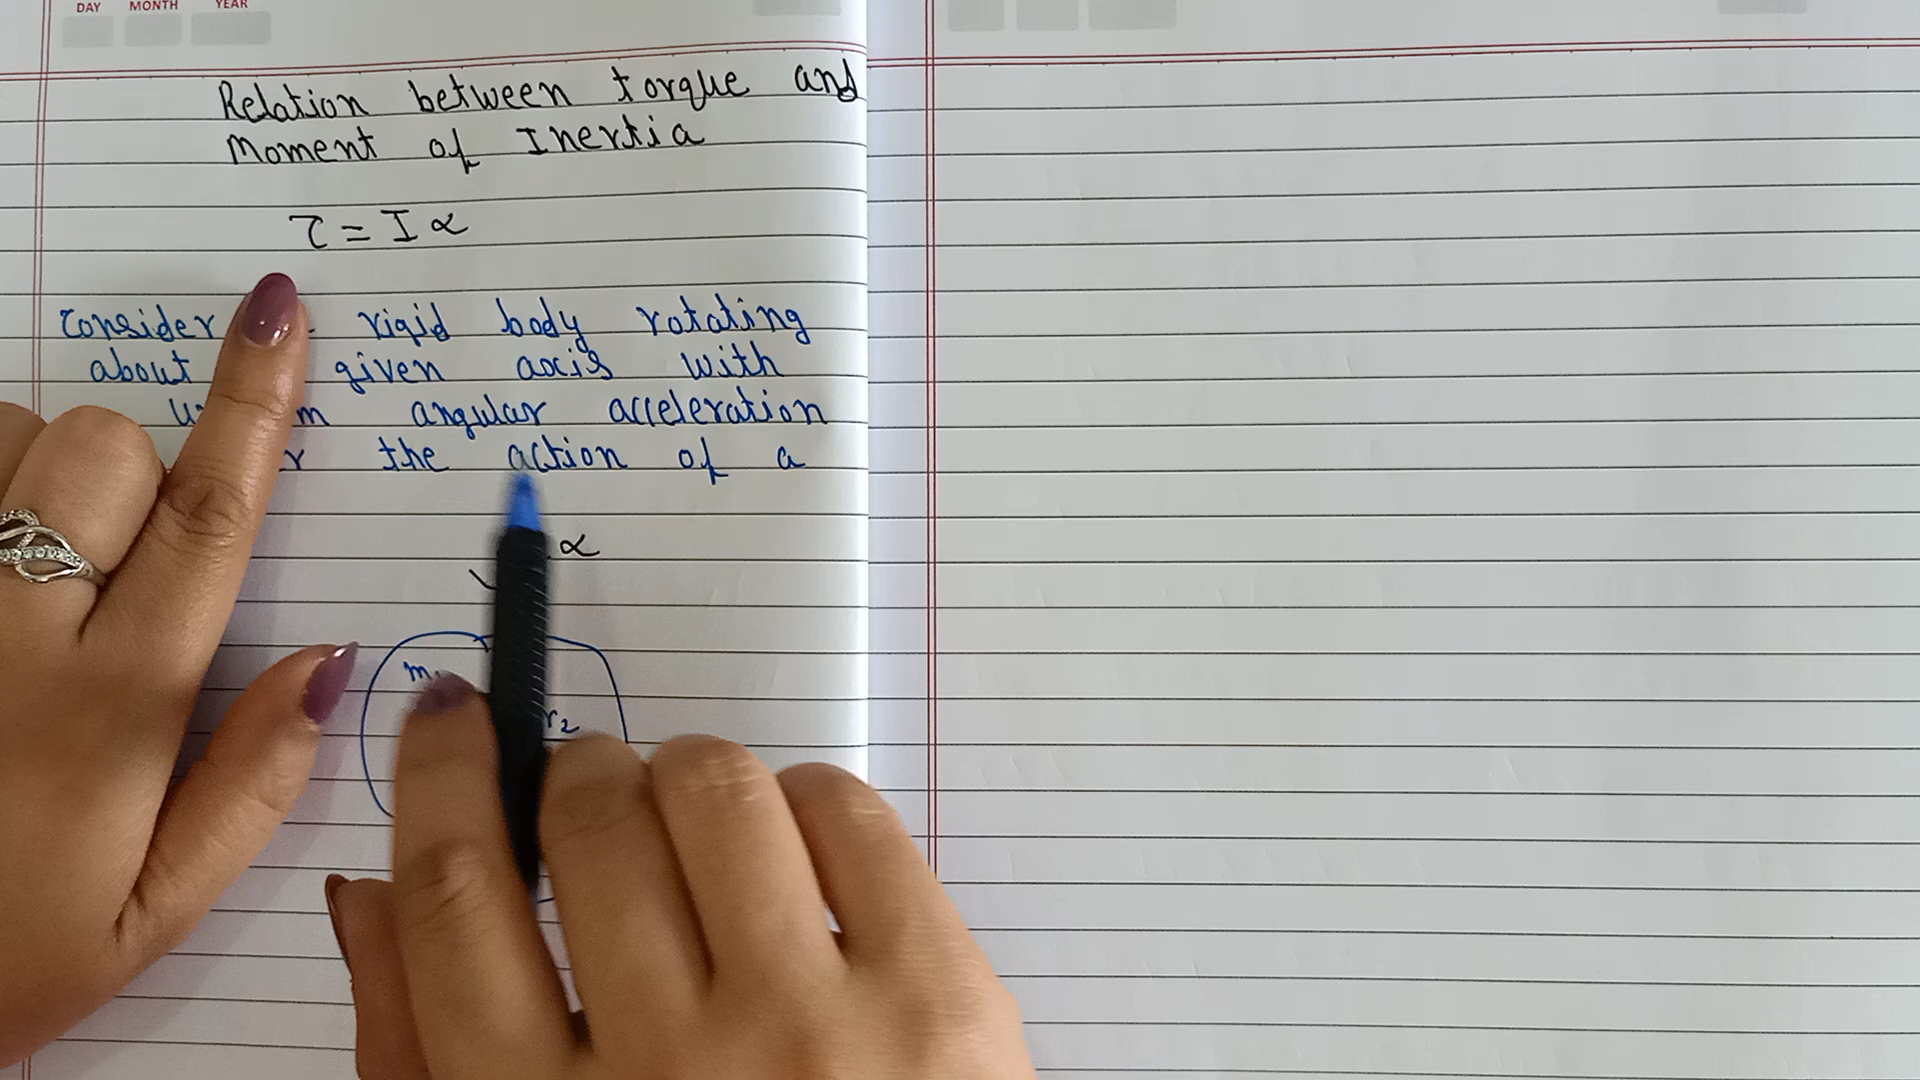 DAY MONTH YEAR
Relation between torque and
Moment of Inertia
τ = I α
Consider rigid body rotating
about given axis with
angular acceleration
the action of a
α
m₁
r₂